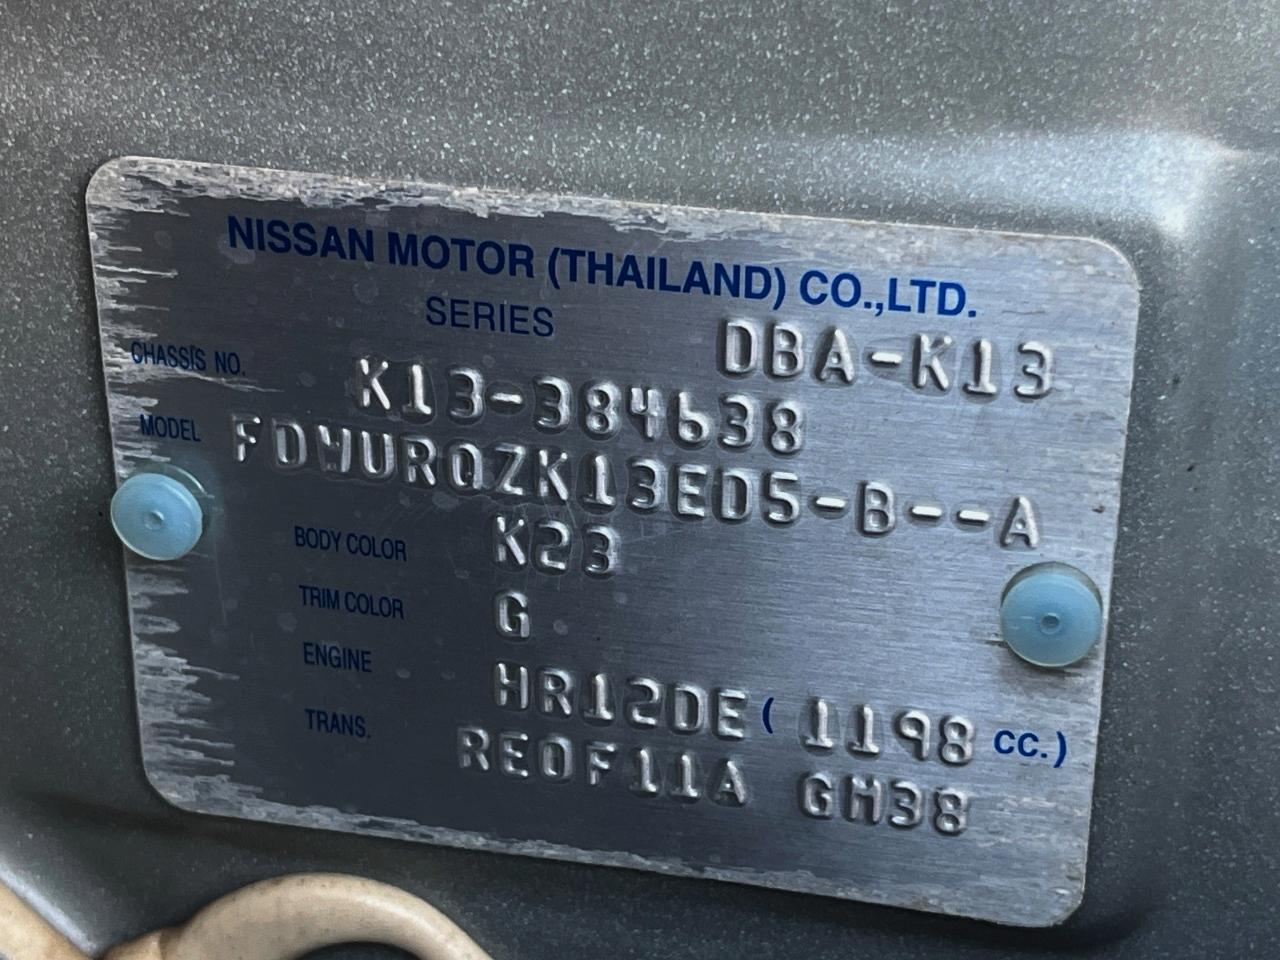 NISSAN MOTOR (THAILAND) CO.,LTD.
SERIES DBA-K13
CHASSIS NO. K13-384638
MODEL FDWURQZK13ED5-B--A
BODY COLOR K23
TRIM COLOR G
ENGINE HR12DE ( 1198 CC.)
TRANS. RE0F11A GM38